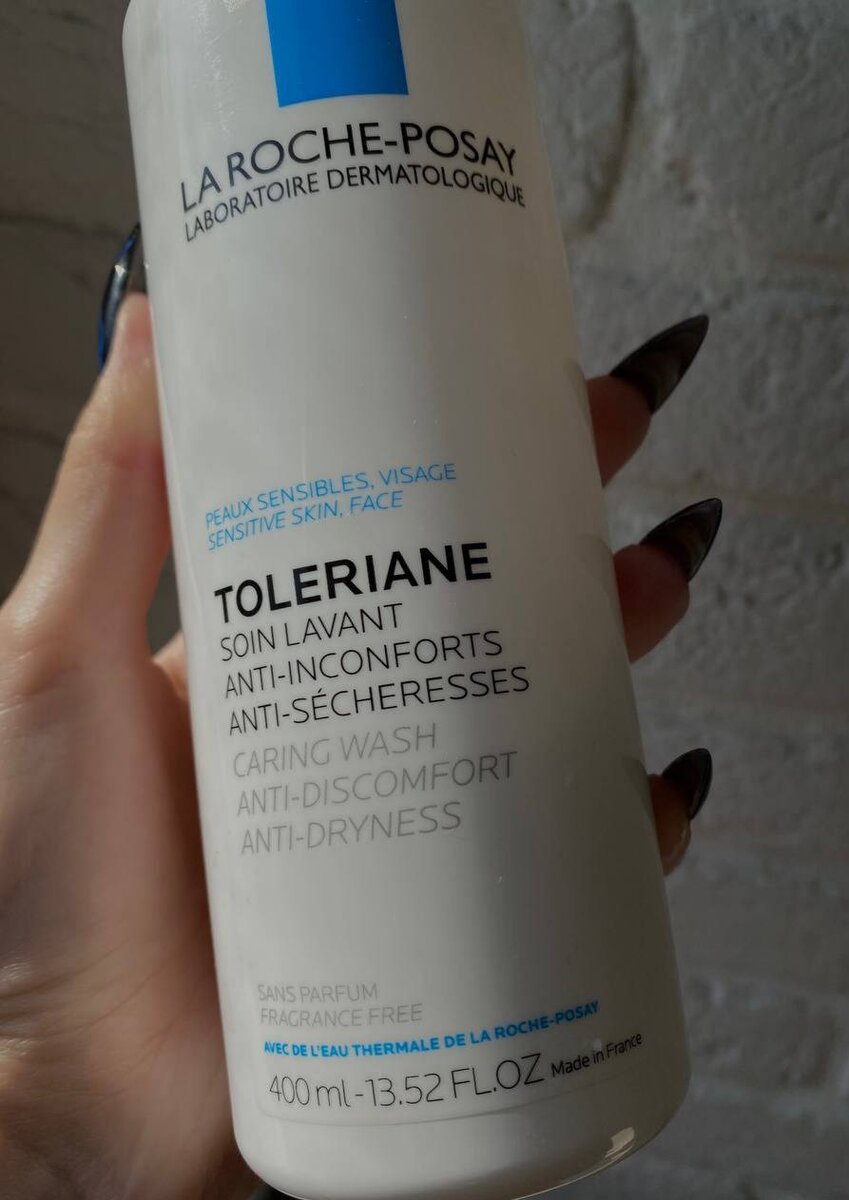 LA ROCHE-POSAY
LABORATOIRE DERMATOLOGIQUE
PEAUX SENSIBLES, VISAGE
SENSITIVE SKIN, FACE
TOLERIANE
SOIN LAVANT
ANTI-INCONFORTS
ANTI-SÉCHERESSES
CARING WASH
ANTI-DISCOMFORT
ANTI-DRYNESS
SANS PARFUM
FRAGRANCE FREE
AVEC DE L'EAU THERMALE DE LA ROCHE-POSAY
400 ml - 13.52 FL.OZ Made in France